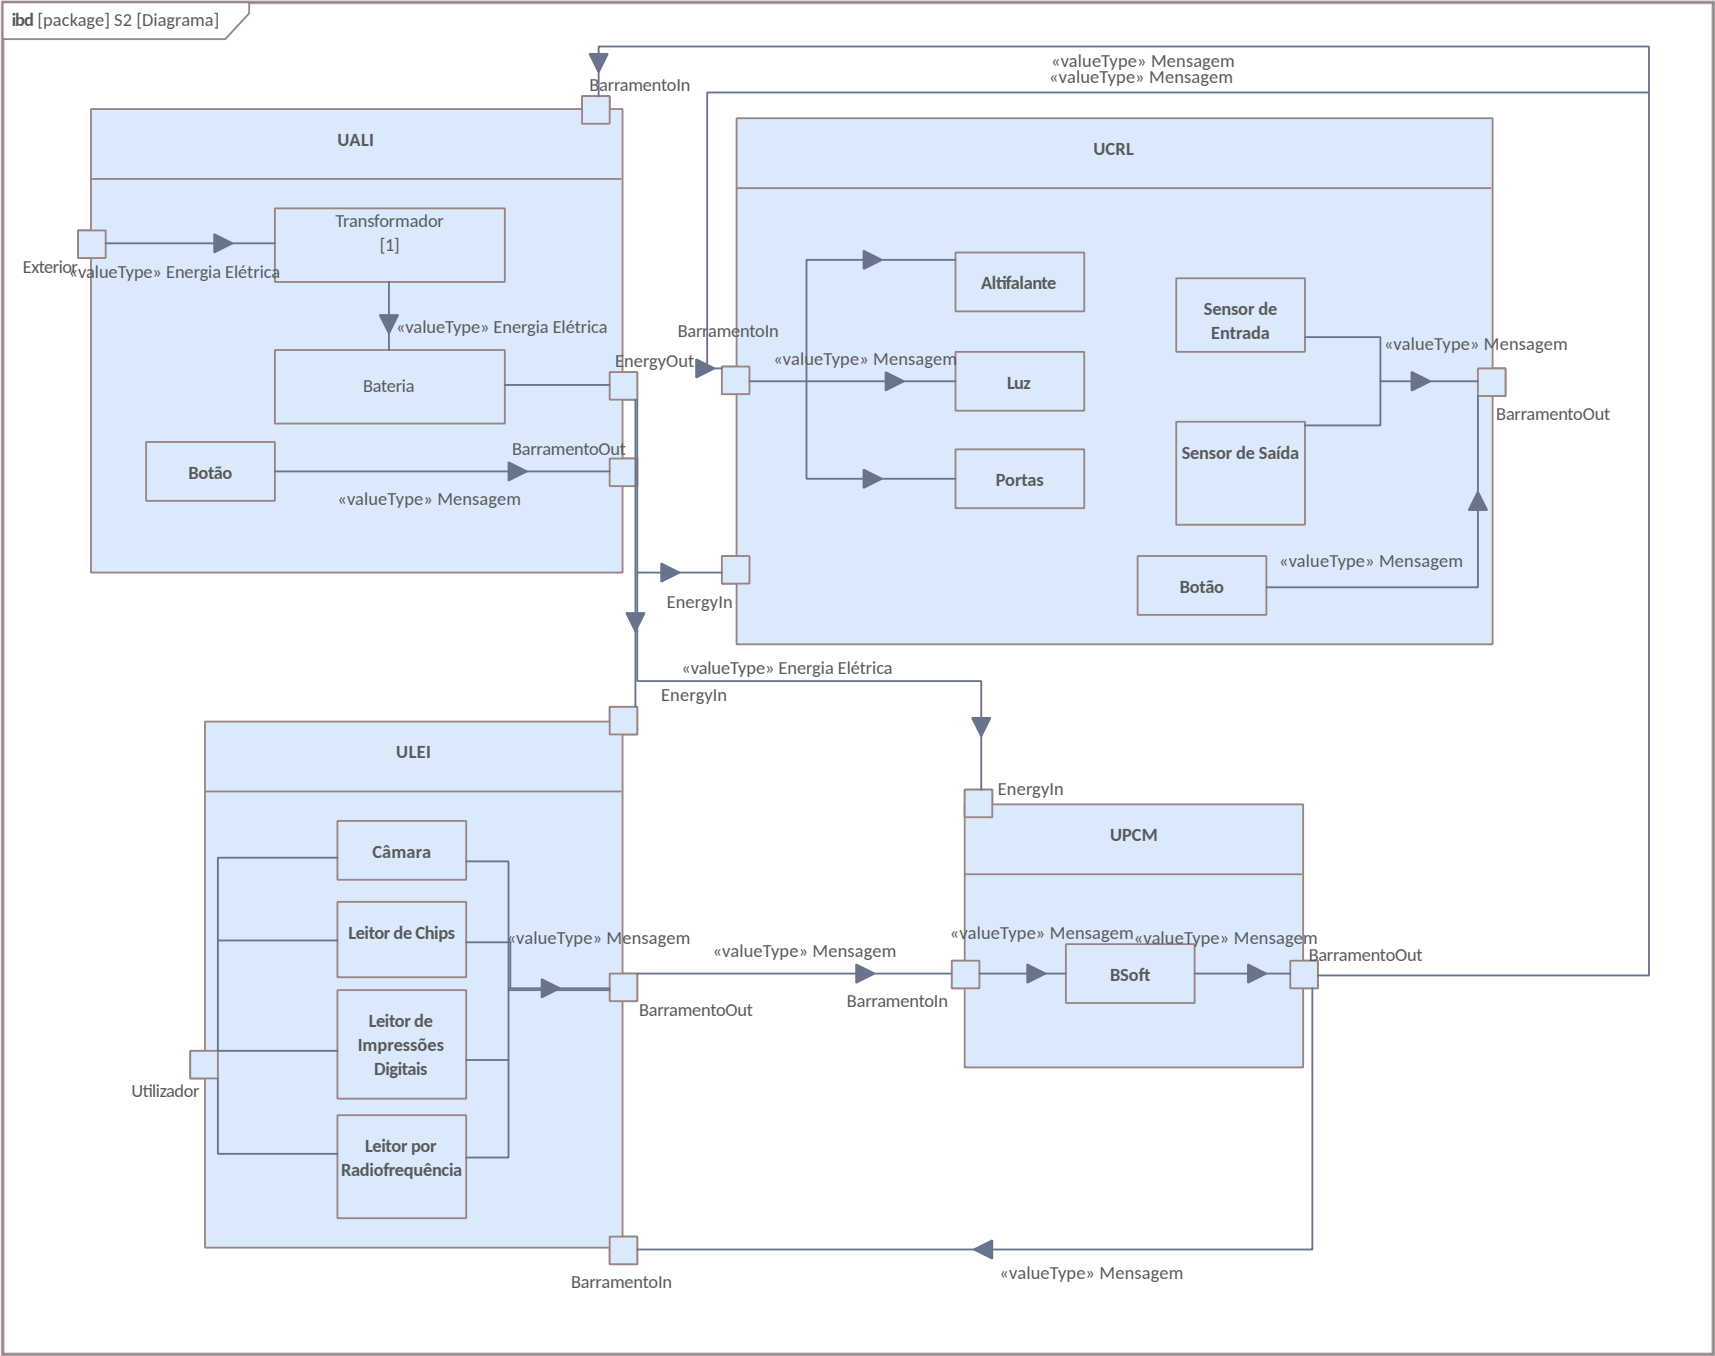 ibd [package] S2 [Diagrama]
«valueType» Mensagem
«valueType» Mensagem
BarramentoIn
UALI
UCRL
Transformador
[1]
Exterior
«valueType» Energia Elétrica
«valueType» Energia Elétrica
Bateria
EnergyOut
Botão
BarramentoOut
«valueType» Mensagem
BarramentoIn
«valueType» Mensagem
Altifalante
Luz
Portas
Sensor de
Entrada
«valueType» Mensagem
BarramentoOut
Sensor de Saída
«valueType» Mensagem
Botão
EnergyIn
«valueType» Energia Elétrica
EnergyIn
ULEI
Câmara
Leitor de Chips
«valueType» Mensagem
Leitor de
Impressões
Digitais
Leitor por
Radiofrequência
Utilizador
BarramentoOut
«valueType» Mensagem
BarramentoIn
EnergyIn
UPCM
«valueType» Mensagem
«valueType» Mensagem
BSoft
BarramentoOut
BarramentoIn
«valueType» Mensagem